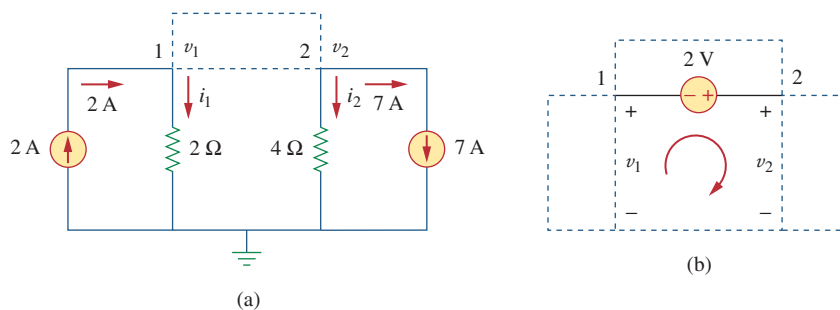 1 v1 2 v2
2 A i1 i2 7 A
2 A 2 Ω 4 Ω 7 A
(a)
2 V
1 2
− +
+ +
v1 v2
− −
(b)